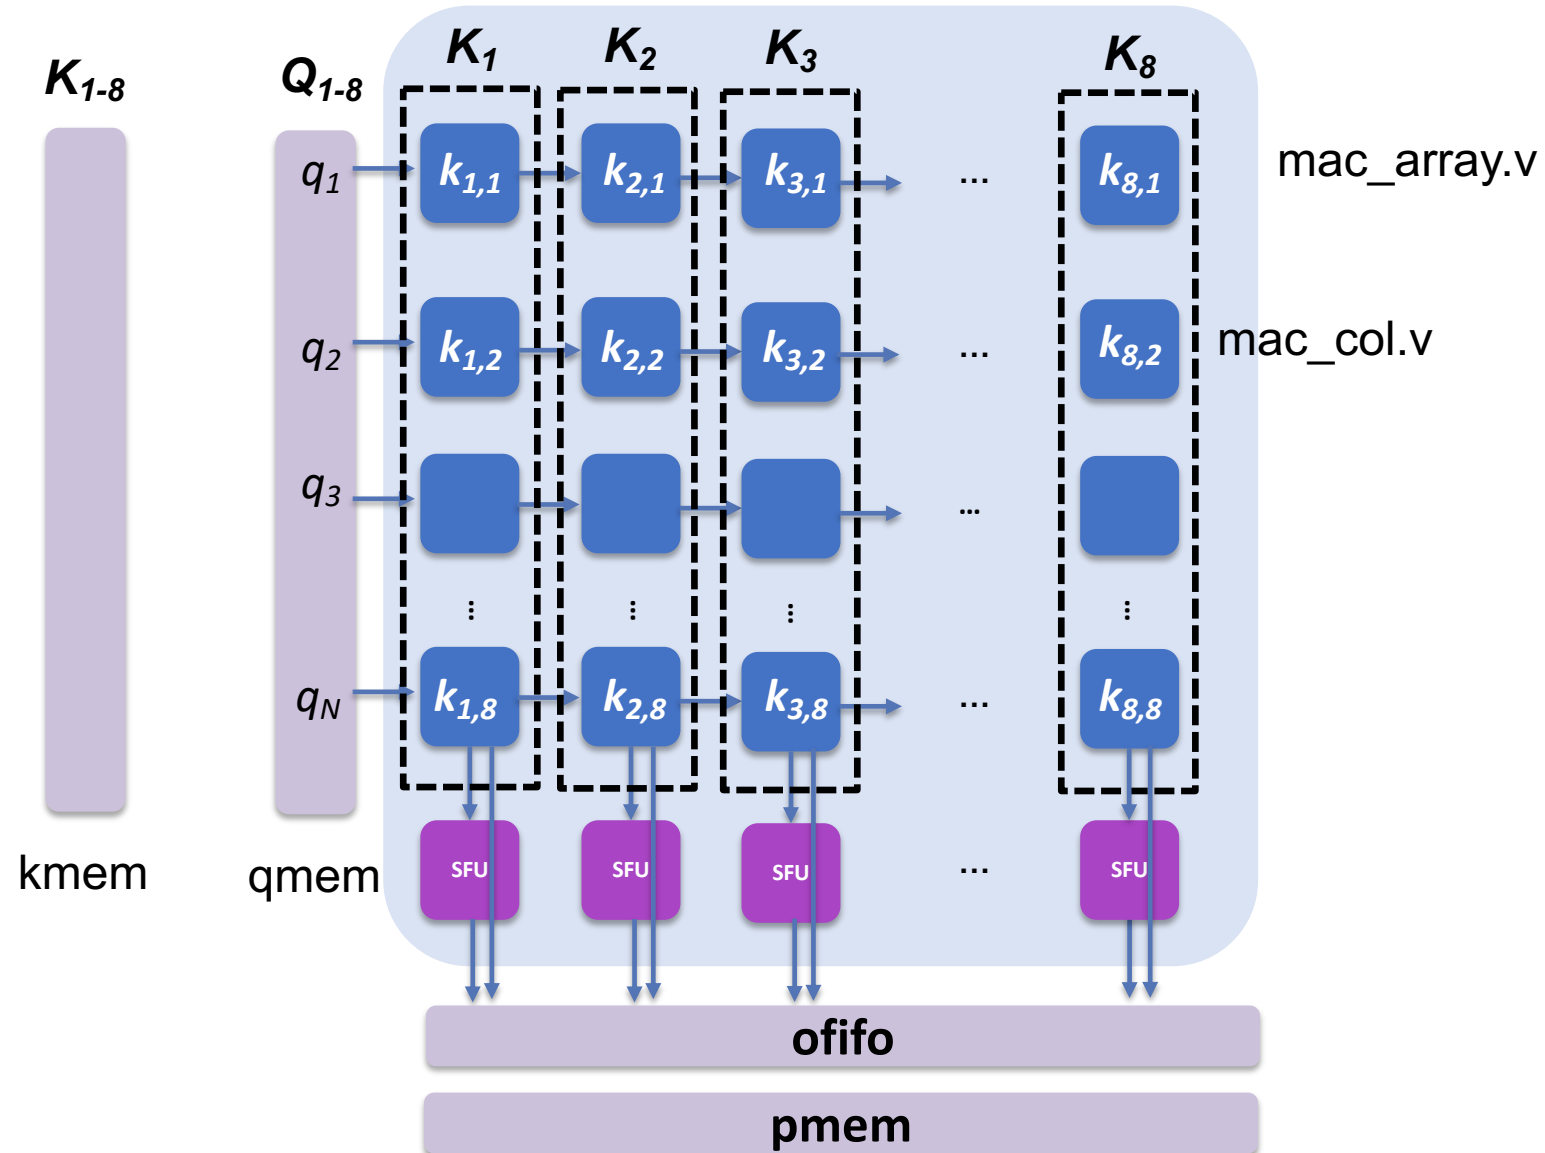 K1-8
Q1-8
K1 K2 K3 K8
q1 k1,1 k2,1 k3,1 ... k8,1 mac_array.v
q2 k1,2 k2,2 k3,2 ... k8,2 mac_col.v
q3 ...
... ... ... ...
qN k1,8 k2,8 k3,8 ... k8,8
kmem qmem SFU SFU SFU ... SFU
ofifo
pmem